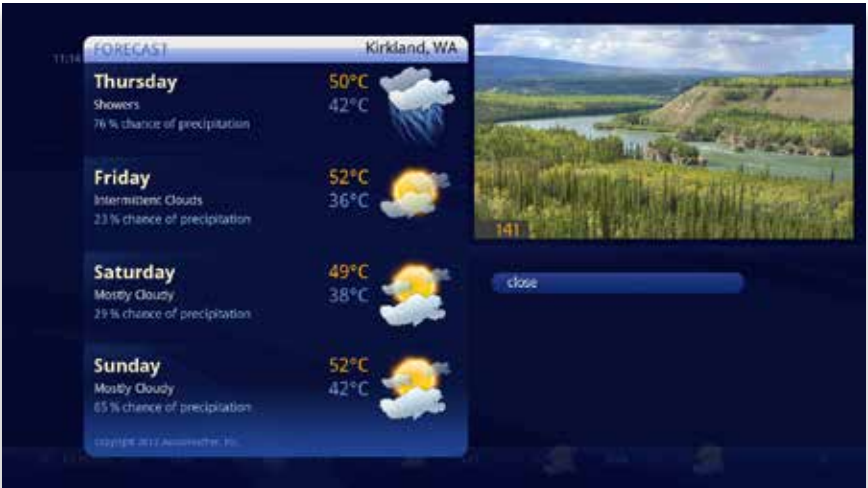 11:14
FORECAST Kirkland, WA
Thursday 50°C
Showers 42°C
76 % chance of precipitation
Friday 52°C
Intermittent Clouds 36°C
23 % chance of precipitation
Saturday 49°C
Mostly Cloudy 38°C
29 % chance of precipitation
Sunday 52°C
Mostly Cloudy 42°C
65 % chance of precipitation
Copyright 2012 AccuWeather, Inc.
141
close